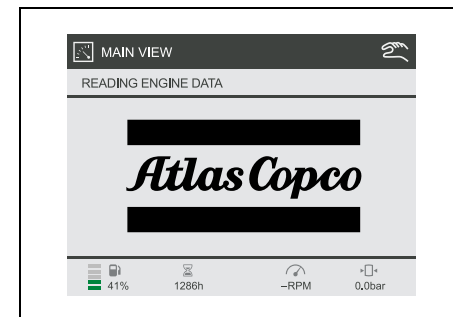 MAIN VIEW
READING ENGINE DATA
Atlas Copco
41% 1286h –RPM 0.0bar